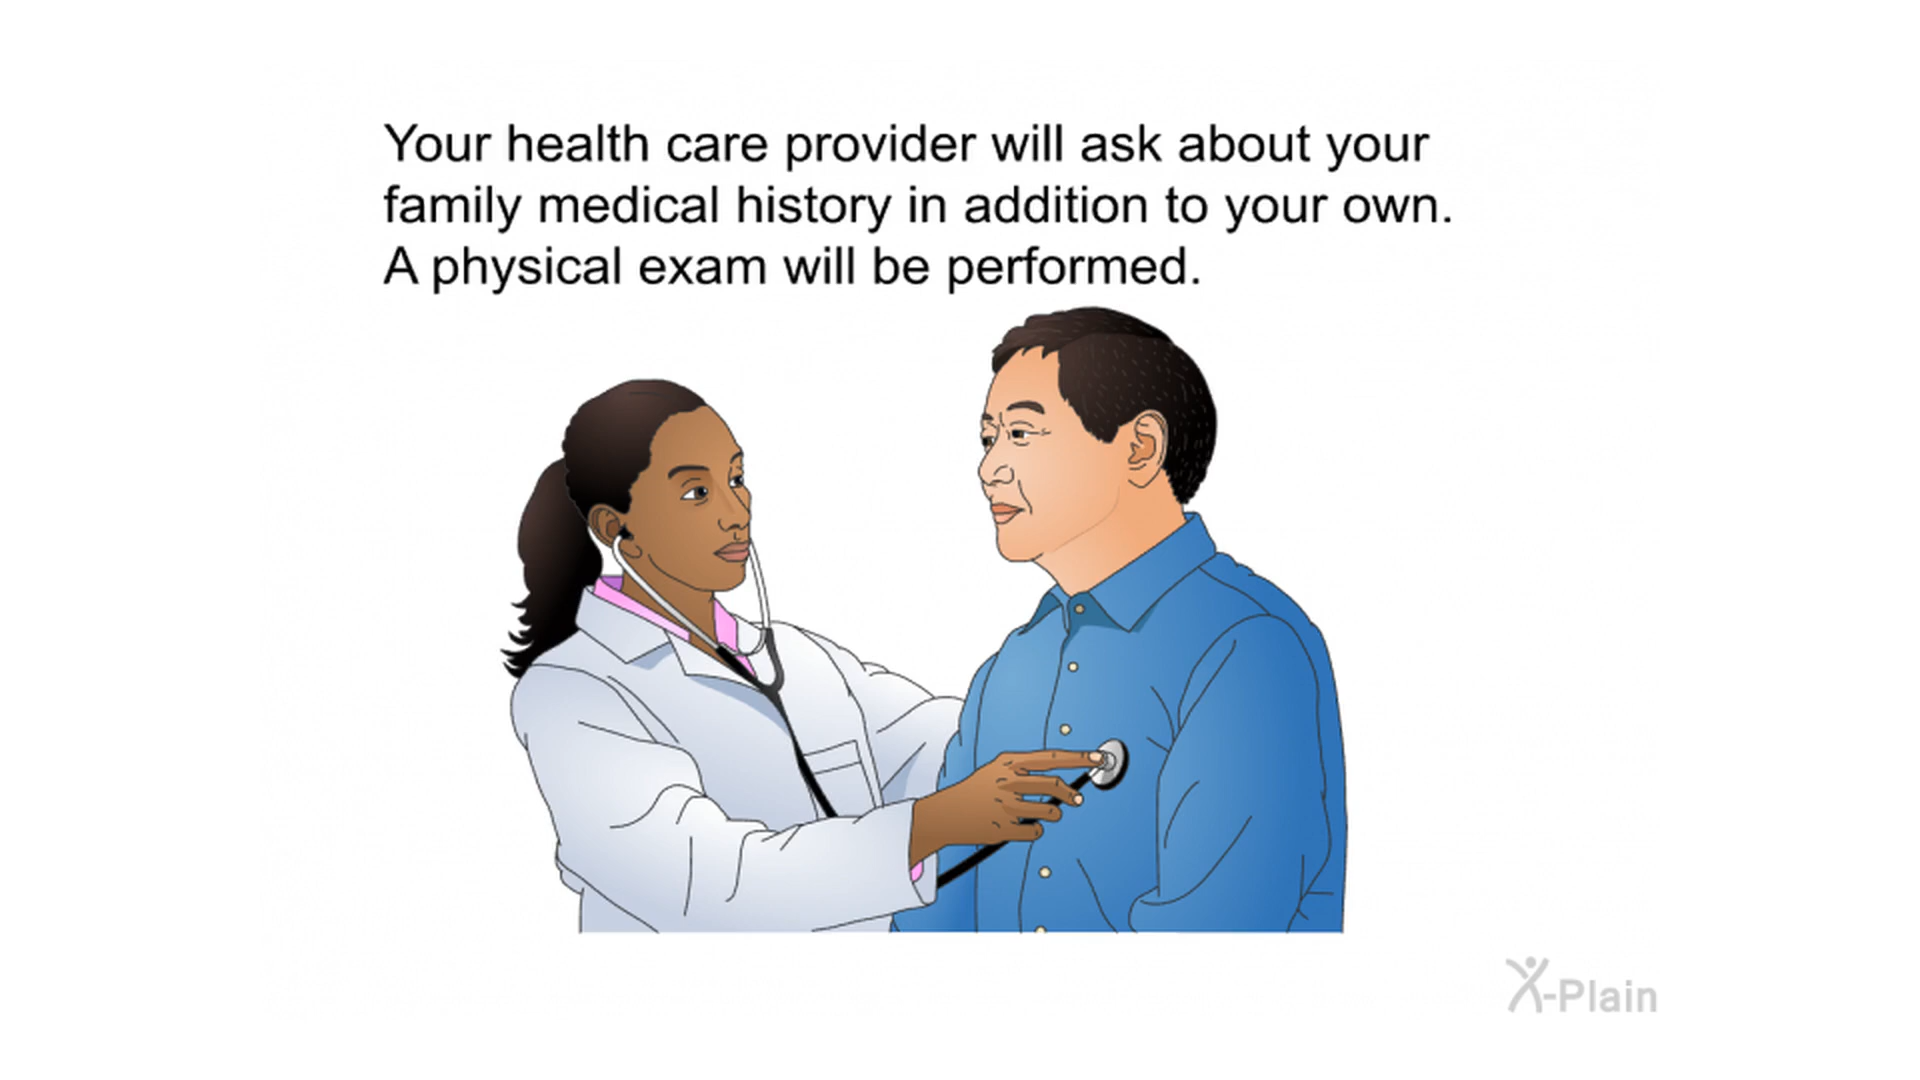 Your health care provider will ask about your
family medical history in addition to your own.
A physical exam will be performed.
X-Plain